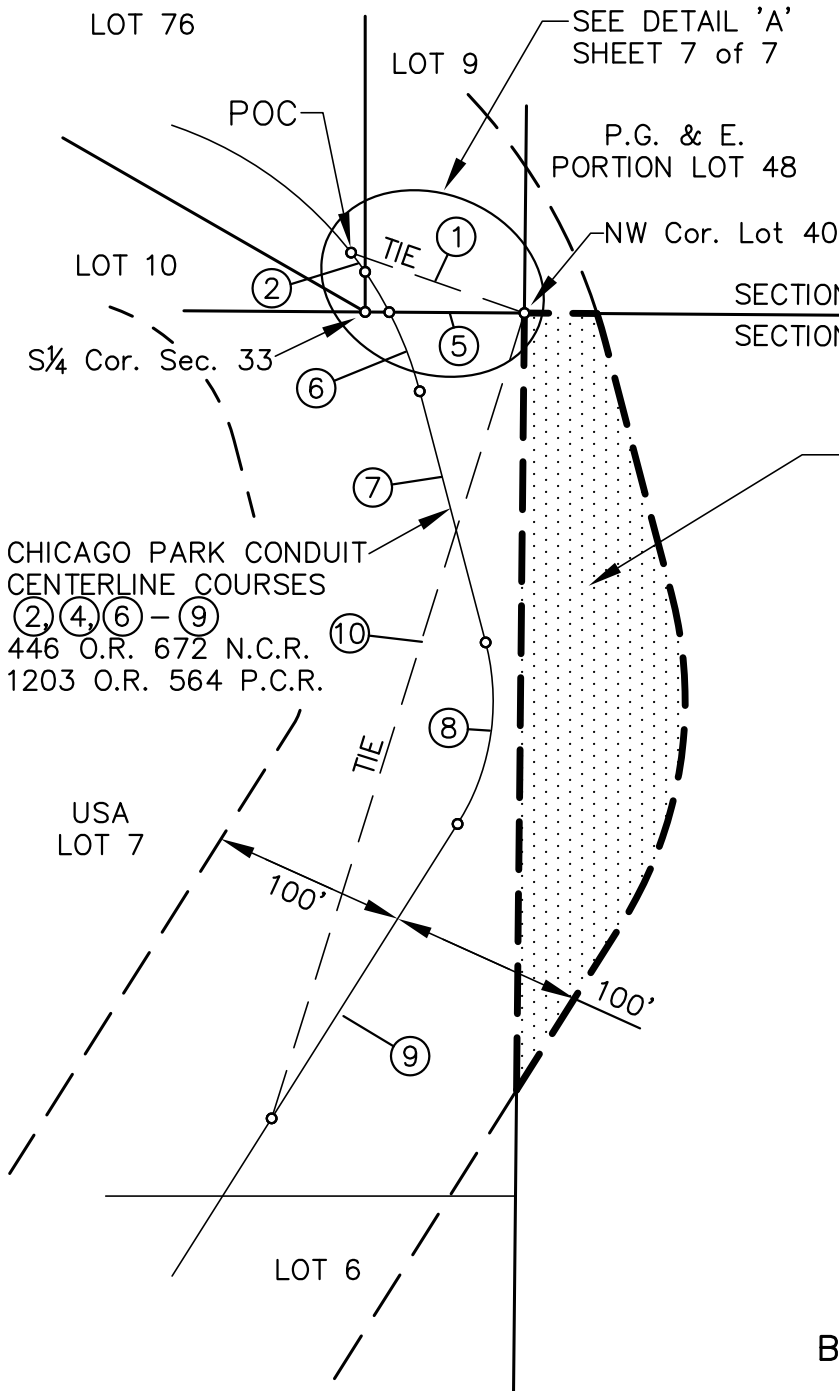 LOT 76
SEE DETAIL 'A'
SHEET 7 of 7
LOT 9
POC
P.G. & E.
PORTION LOT 48
TIE
1
NW Cor. Lot 40
LOT 10
2
SECTION
SECTION
5
S¼ Cor. Sec. 33
6
7
CHICAGO PARK CONDUIT
CENTERLINE COURSES
2, 4, 6 – 9
446 O.R. 672 N.C.R.
1203 O.R. 564 P.C.R.
10
8
TIE
USA
LOT 7
100'
100'
9
LOT 6
B